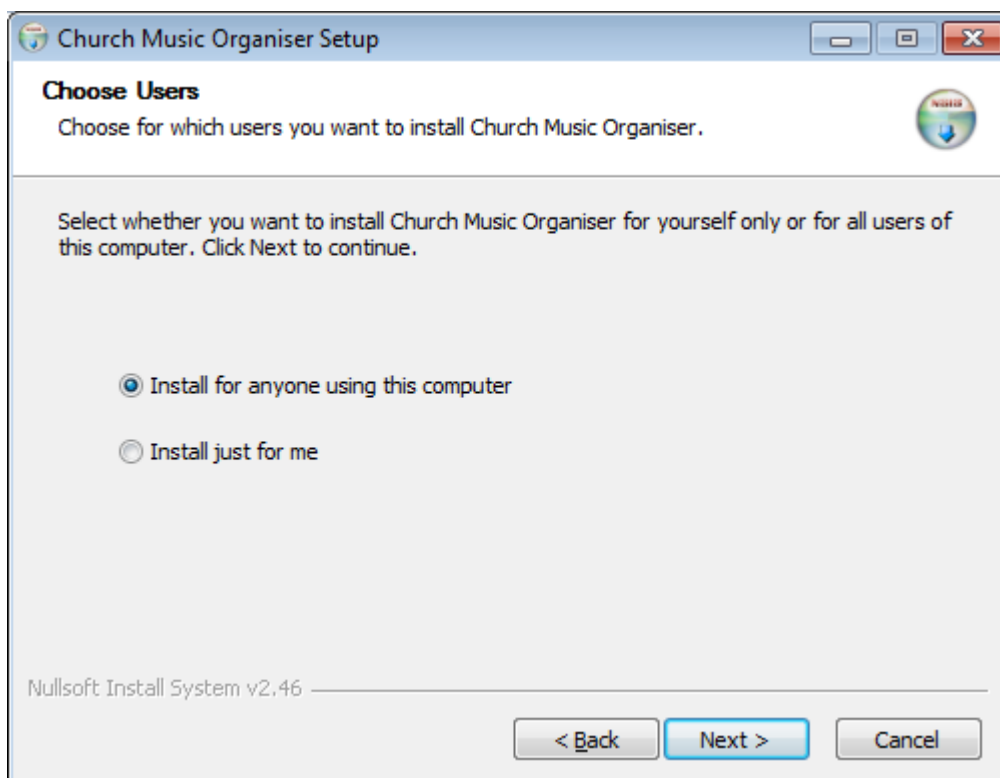 Church Music Organiser Setup
Choose Users
Choose for which users you want to install Church Music Organiser.
Select whether you want to install Church Music Organiser for yourself only or for all users of
this computer. Click Next to continue.
Install for anyone using this computer
Install just for me
Nullsoft Install System v2.46
< Back
Next >
Cancel